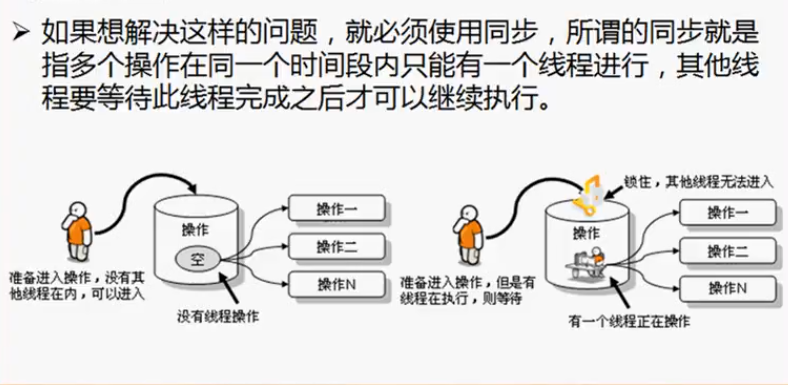 ➢ 如果想解决这样的问题，就必须使用同步，所谓的同步就是
指多个操作在同一个时间段内只能有一个线程进行，其他线
程要等待此线程完成之后才可以继续执行。
操作
空
操作一
操作二
操作N
准备进入操作，没有其
他线程在内，可以进入
没有线程操作
锁住，其他线程无法进入
操作
操作一
操作二
操作N
准备进入操作，但是有
线程在执行，则等待
有一个线程正在操作